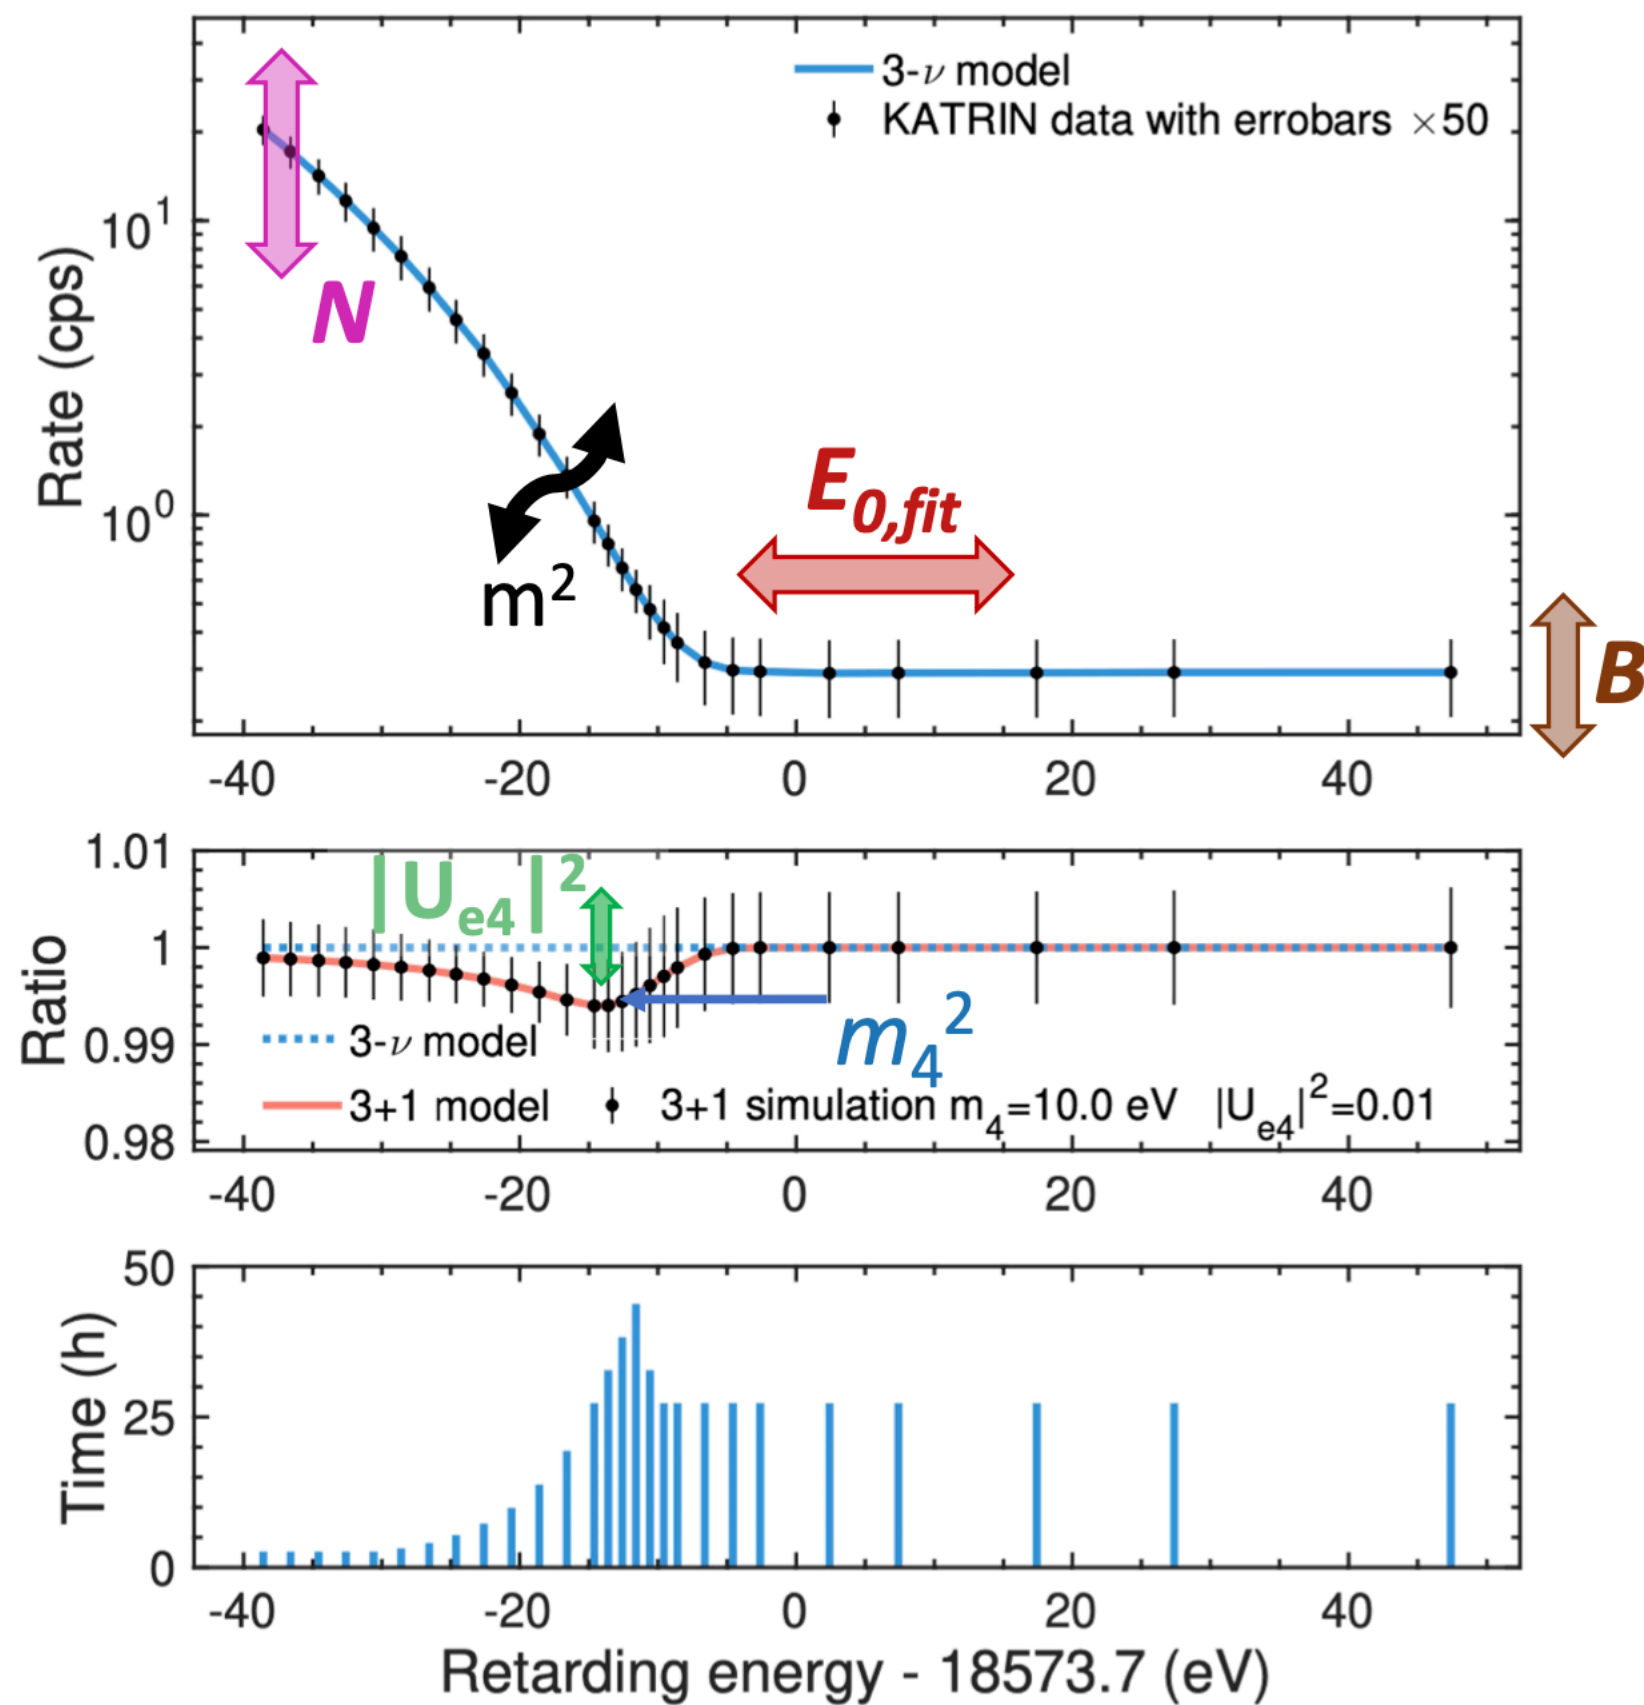 3-ν model
KATRIN data with errobars ×50
10¹
10⁰
Rate (cps)
N
m²
E₀,fit
B
-40 -20 0 20 40
1.01
1
0.99
0.98
Ratio
|Uₑ₄|²
m₄²
3-ν model
3+1 model 3+1 simulation m₄=10.0 eV |Uₑ₄|²=0.01
-40 -20 0 20 40
50
25
0
Time (h)
-40 -20 0 20 40
Retarding energy - 18573.7 (eV)